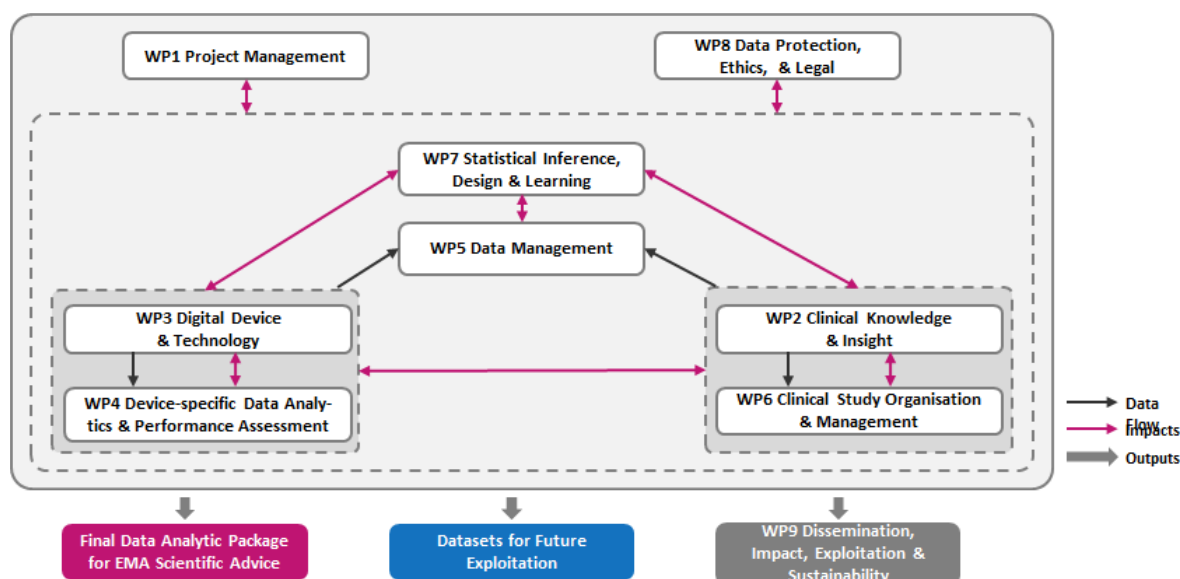 WP1 Project Management
WP8 Data Protection,
Ethics, & Legal
WP7 Statistical Inference,
Design & Learning
WP5 Data Management
WP3 Digital Device
& Technology
WP4 Device-specific Data Analy-
tics & Performance Assessment
WP2 Clinical Knowledge
& Insight
WP6 Clinical Study Organisation
& Management
Data
Flow
Impacts
Outputs
Final Data Analytic Package
for EMA Scientific Advice
Datasets for Future
Exploitation
WP9 Dissemination,
Impact, Exploitation &
Sustainability